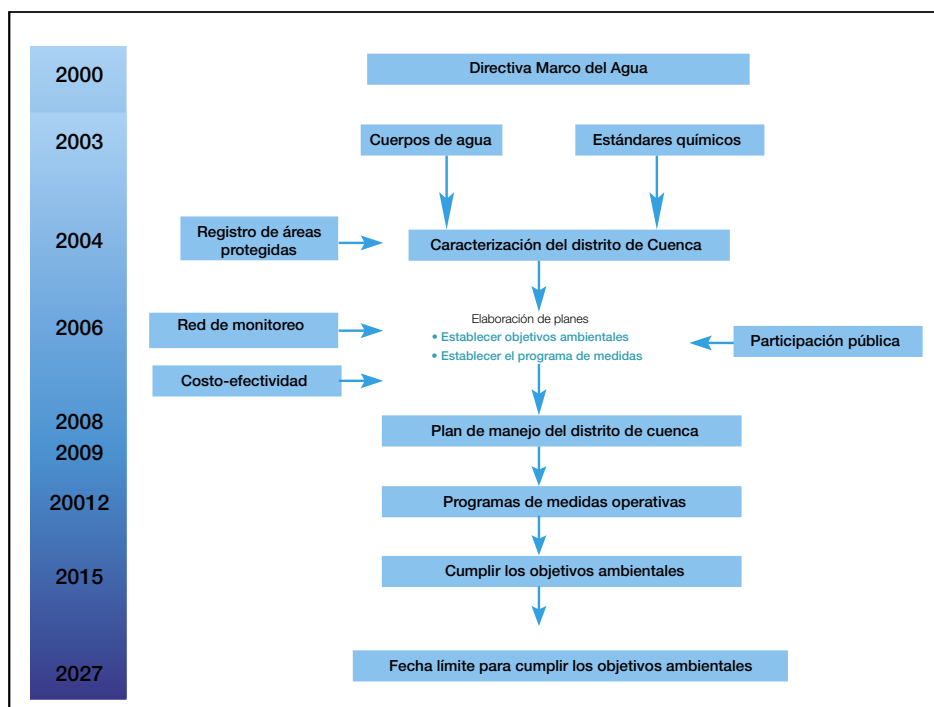 2000
Directiva Marco del Agua
2003
Cuerpos de agua
Estándares químicos
2004
Registro de áreas
protegidas
Caracterización del distrito de Cuenca
2006
Red de monitoreo
Elaboración de planes
• Establecer objetivos ambientales
• Establecer el programa de medidas
Participación pública
Costo-efectividad
2008
Plan de manejo del distrito de cuenca
2009
20012
Programas de medidas operativas
2015
Cumplir los objetivos ambientales
2027
Fecha límite para cumplir los objetivos ambientales